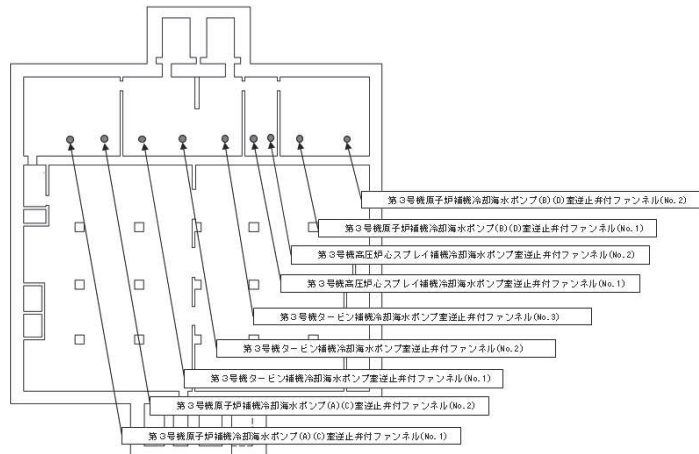 第３号機原子炉補機冷却海水ポンプ(B)(D)室逆止弁付ファンネル(No.2)
第３号機原子炉補機冷却海水ポンプ(B)(D)室逆止弁付ファンネル(No.1)
第３号機高圧炉心スプレイ補機冷却海水ポンプ室逆止弁付ファンネル(No.2)
第３号機高圧炉心スプレイ補機冷却海水ポンプ室逆止弁付ファンネル(No.1)
第３号機タービン補機冷却海水ポンプ室逆止弁付ファンネル(No.3)
第３号機タービン補機冷却海水ポンプ室逆止弁付ファンネル(No.2)
第３号機タービン補機冷却海水ポンプ室逆止弁付ファンネル(No.1)
第３号機原子炉補機冷却海水ポンプ(A)(C)室逆止弁付ファンネル(No.2)
第３号機原子炉補機冷却海水ポンプ(A)(C)室逆止弁付ファンネル(No.1)